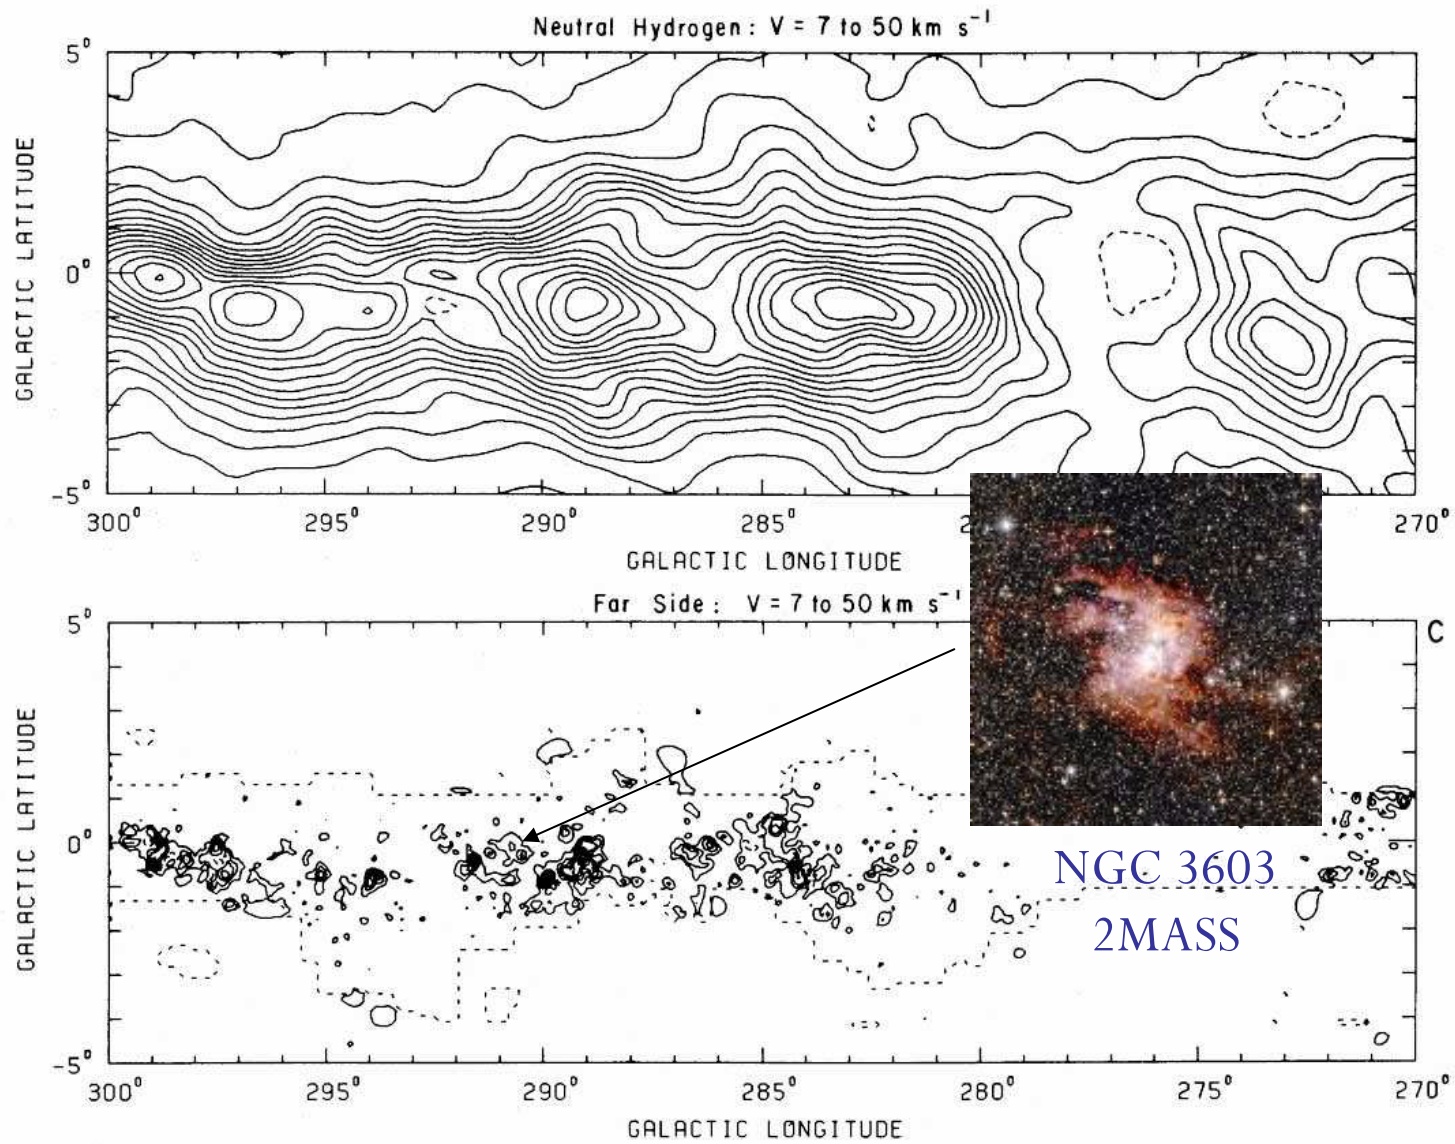 Neutral Hydrogen: V = 7 to 50 km s⁻¹
5°
0°
-5°
GALACTIC LATITUDE
300° 295° 290° 285° 2 270°
GALACTIC LONGITUDE
Far Side: V = 7 to 50 km s⁻¹
C
5°
0°
-5°
GALACTIC LATITUDE
NGC 3603
2MASS
300° 295° 290° 285° 280° 275° 270°
GALACTIC LONGITUDE